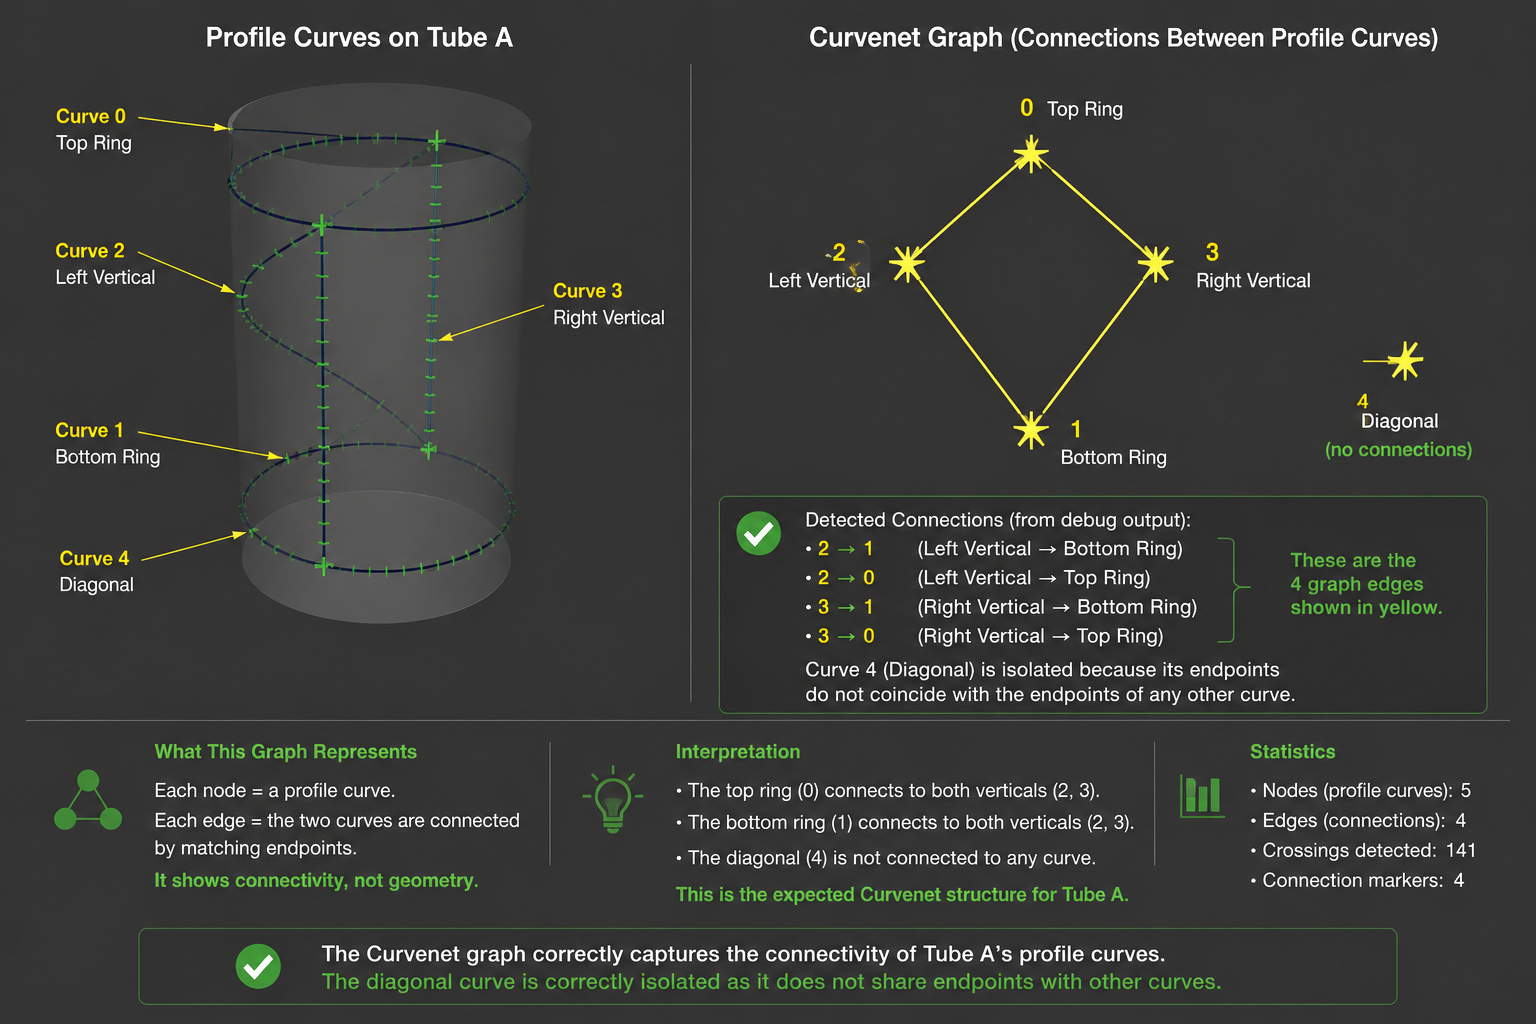 Profile Curves on Tube A
Curve 0
Top Ring
Curve 2
Left Vertical
Curve 3
Right Vertical
Curve 1
Bottom Ring
Curve 4
Diagonal
Curvenet Graph (Connections Between Profile Curves)
0 Top Ring
2
Left Vertical
3
Right Vertical
4
Diagonal
(no connections)
1
Bottom Ring
Detected Connections (from debug output):
• 2 → 1 (Left Vertical → Bottom Ring)
• 2 → 0 (Left Vertical → Top Ring)
• 3 → 1 (Right Vertical → Bottom Ring)
• 3 → 0 (Right Vertical → Top Ring)
These are the
4 graph edges
shown in yellow.
Curve 4 (Diagonal) is isolated because its endpoints
do not coincide with the endpoints of any other curve.
What This Graph Represents
Each node = a profile curve.
Each edge = the two curves are connected
by matching endpoints.
It shows connectivity, not geometry.
Interpretation
• The top ring (0) connects to both verticals (2, 3).
• The bottom ring (1) connects to both verticals (2, 3).
• The diagonal (4) is not connected to any curve.
This is the expected Curvenet structure for Tube A.
Statistics
• Nodes (profile curves): 5
• Edges (connections): 4
• Crossings detected: 141
• Connection markers: 4
The Curvenet graph correctly captures the connectivity of Tube A's profile curves.
The diagonal curve is correctly isolated as it does not share endpoints with other curves.